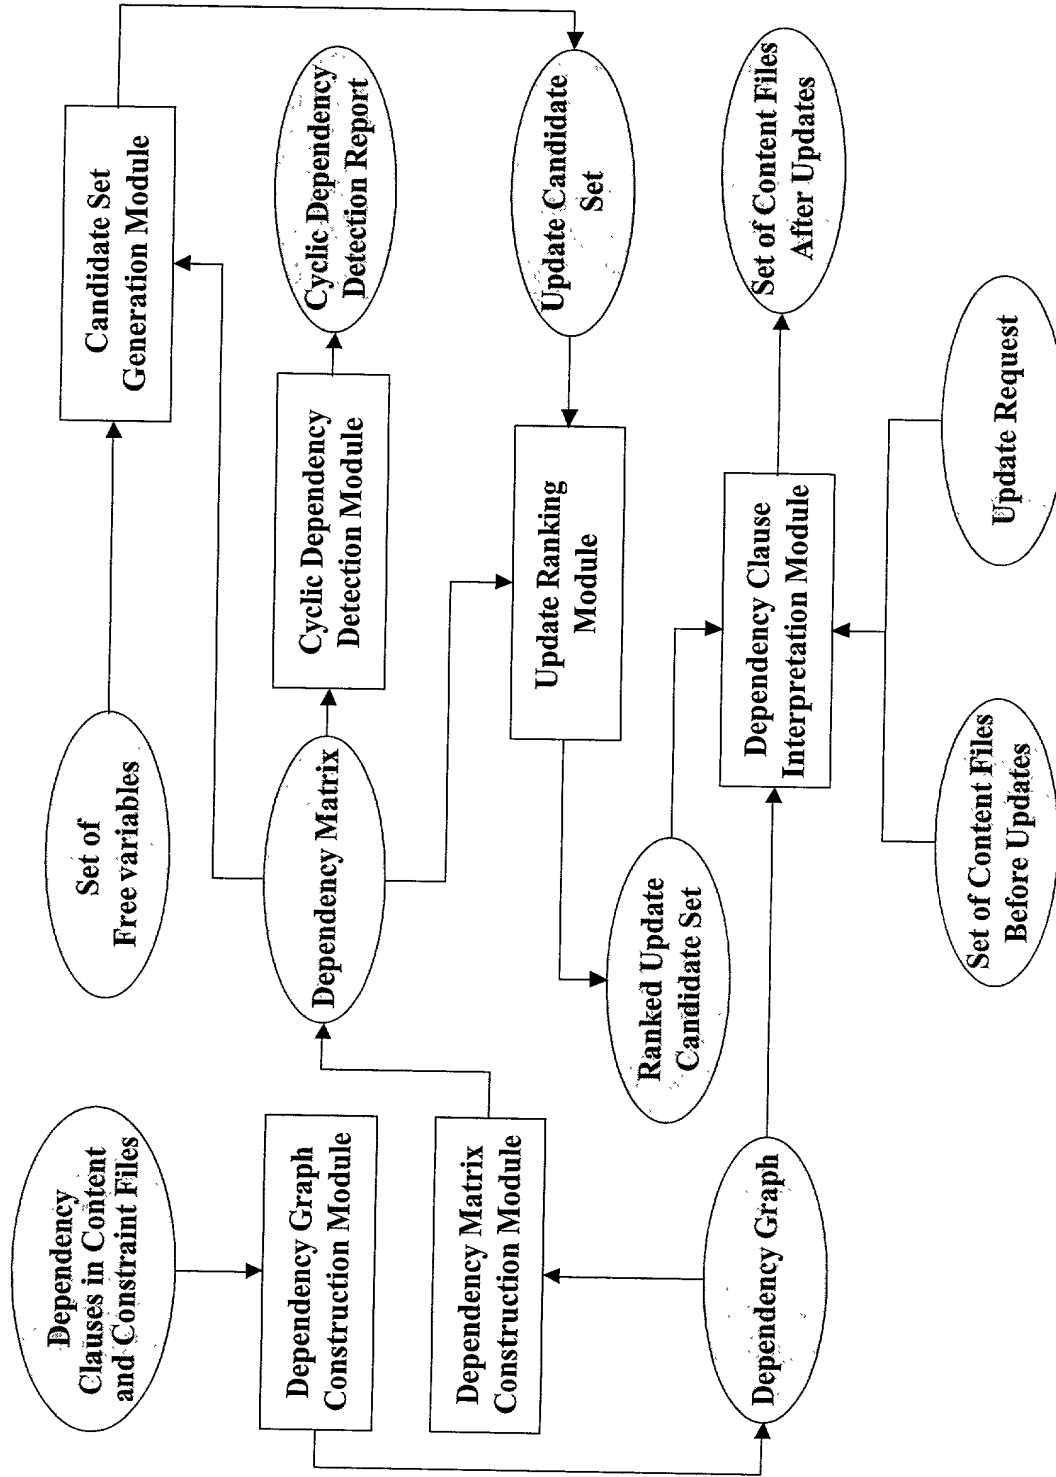 Dependency
Clauses in Content
and Constraint Files
Set of
Free variables
Candidate Set
Generation Module
Dependency Graph
Construction Module
Dependency Matrix
Cyclic Dependency
Detection Module
Cyclic Dependency
Detection Report
Dependency Matrix
Construction Module
Update Ranking
Module
Update Candidate
Set
Ranked Update
Candidate Set
Dependency Graph
Dependency Clause
Interpretation Module
Set of Content Files
After Updates
Set of Content Files
Before Updates
Update Request